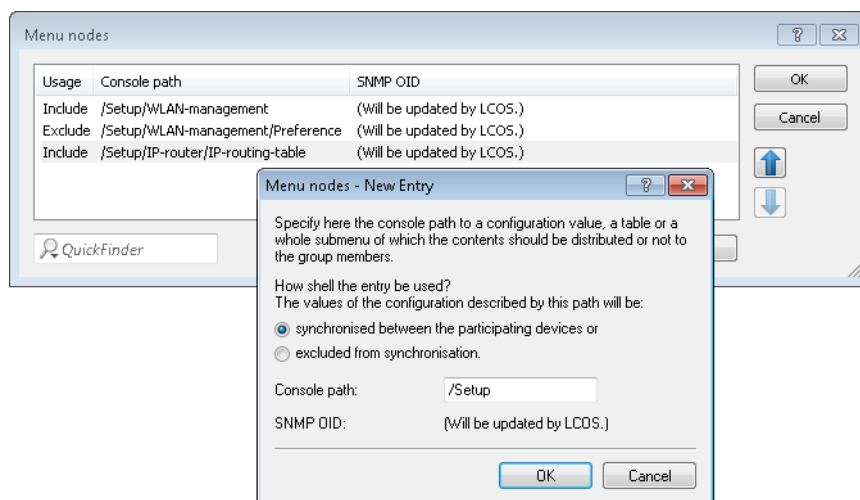 Menu nodes
Usage Console path SNMP OID
Include /Setup/WLAN-management (Will be updated by LCOS.)
Exclude /Setup/WLAN-management/Preference (Will be updated by LCOS.)
Include /Setup/IP-router/IP-routing-table (Will be updated by LCOS.)
OK
Cancel
QuickFinder
Menu nodes - New Entry
Specify here the console path to a configuration value, a table or a
whole submenu of which the contents should be distributed or not to
the group members.
How shell the entry be used?
The values of the configuration described by this path will be:
synchronised between the participating devices or
excluded from synchronisation.
Console path: /Setup
SNMP OID: (Will be updated by LCOS.)
OK Cancel